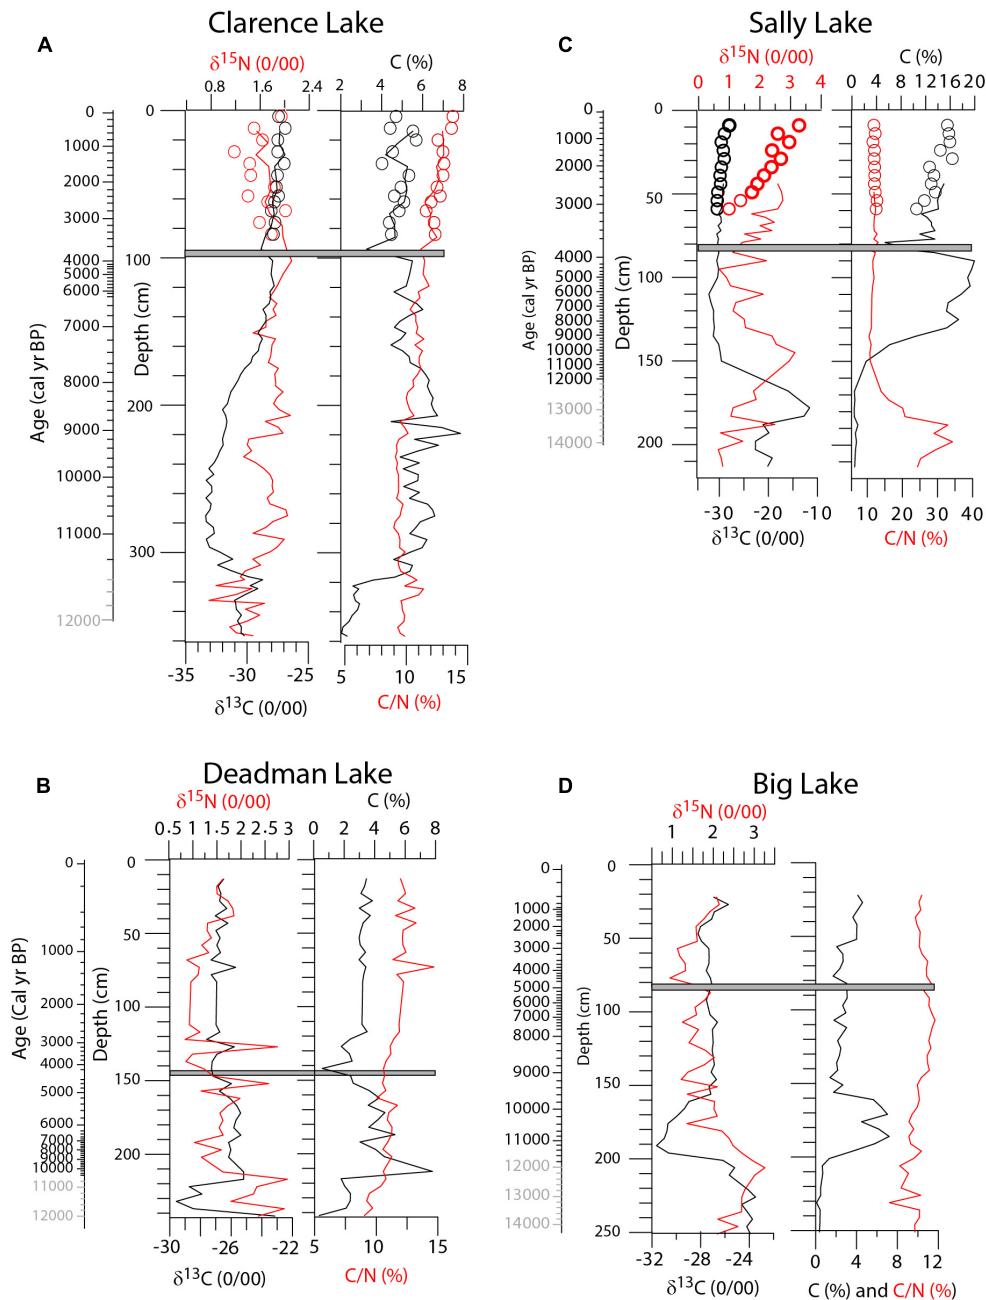 Clarence Lake
A
δ15N (0/00)
C (%)
0.8 1.6 2.4
2 4 6 8
0
1000
2000
3000
4000
5000
6000
7000
8000
9000
10000
11000
12000
Age (cal yr BP)
0
100
200
300
Depth (cm)
-35 -30 -25
δ13C (0/00)
5 10 15
C/N (%)
Sally Lake
C
δ15N (0/00)
C (%)
0 1 2 3 4
0 4 8 12 16 20
0
1000
2000
3000
4000
5000
6000
7000
8000
9000
10000
11000
12000
13000
14000
Age (cal yr BP)
0
50
100
150
200
Depth (cm)
-30 -20 -10
δ13C (0/00)
10 20 30 40
C/N (%)
Deadman Lake
B
δ15N (0/00)
C (%)
0.5 1 1.5 2 2.5 3
0 2 4 6 8
0
1000
2000
3000
4000
5000
6000
7000
8000
9000
10000
11000
12000
Age (Cal yr BP)
0
50
100
150
200
Depth (cm)
-30 -26 -22
δ13C (0/00)
5 10 15
C/N (%)
Big Lake
D
δ15N (0/00)
1 2 3
0
1000
2000
3000
4000
5000
6000
7000
8000
9000
10000
11000
12000
13000
14000
0
50
100
150
200
250
Depth (cm)
-32 -28 -24
δ13C (0/00)
0 4 8 12
C (%) and C/N (%)